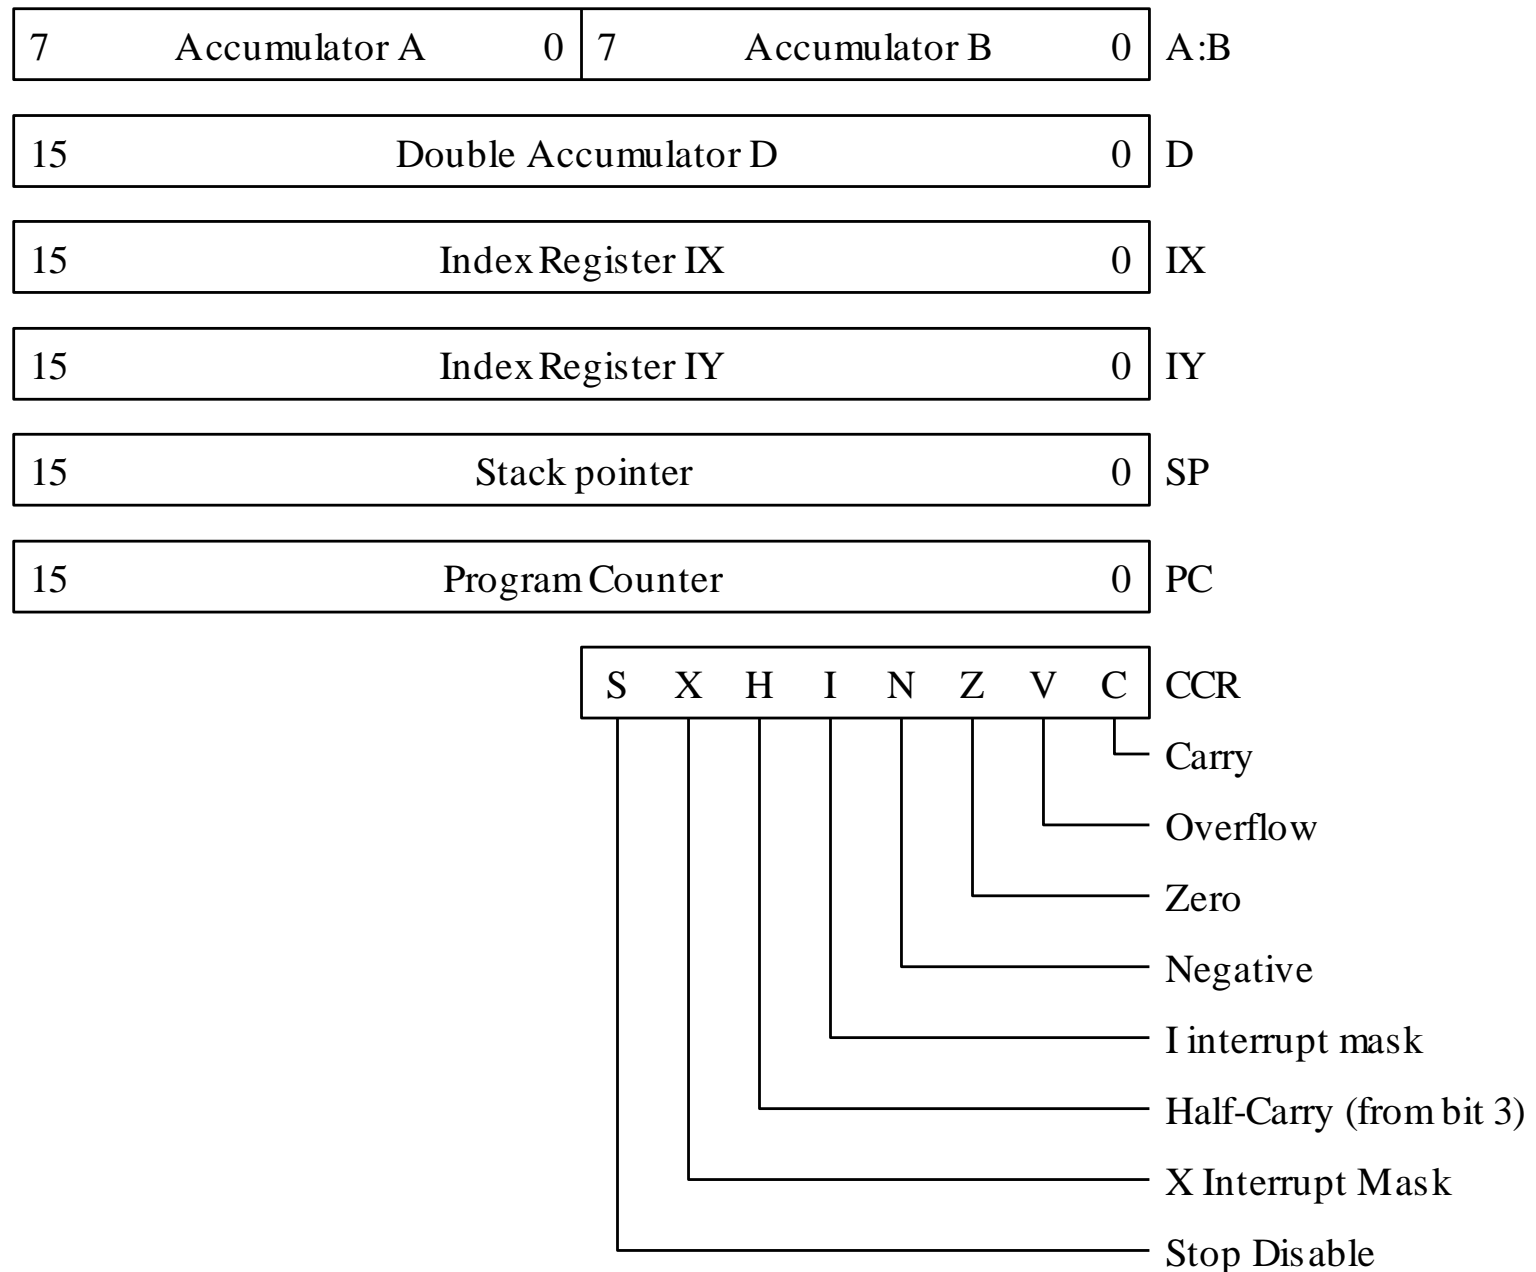 7 Accumulator A 0 7 Accumulator B 0 A:B
15 Double Accumulator D 0 D
15 Index Register IX 0 IX
15 Index Register IY 0 IY
15 Stack pointer 0 SP
15 Program Counter 0 PC
S X H I N Z V C CCR
Carry
Overflow
Zero
Negative
I interrupt mask
Half-Carry (from bit 3)
X Interrupt Mask
Stop Disable